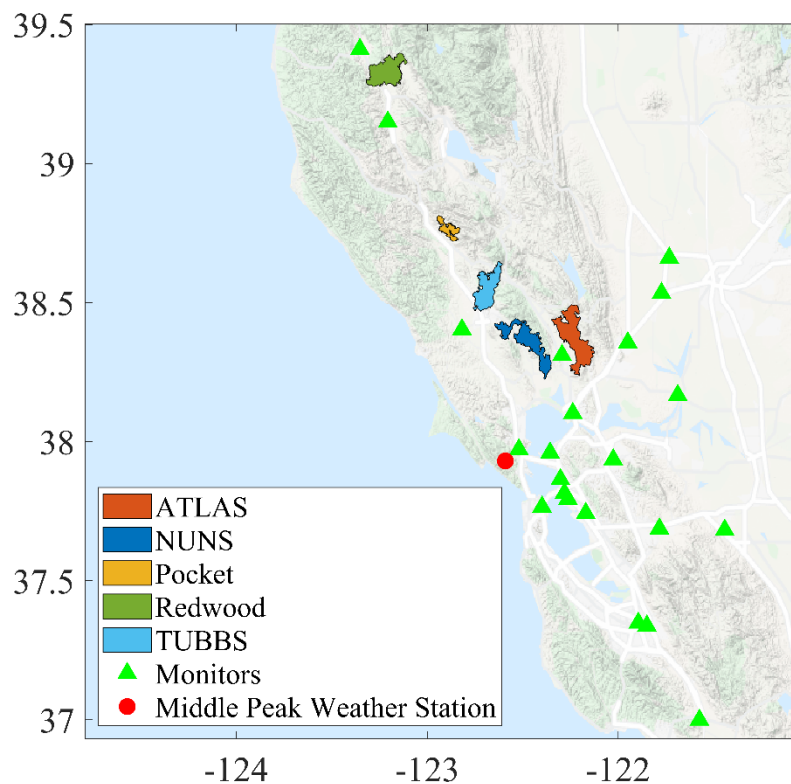 39.5
39
38.5
38
37.5
37
ATLAS
NUNS
Pocket
Redwood
TUBBS
Monitors
Middle Peak Weather Station
-124
-123
-122